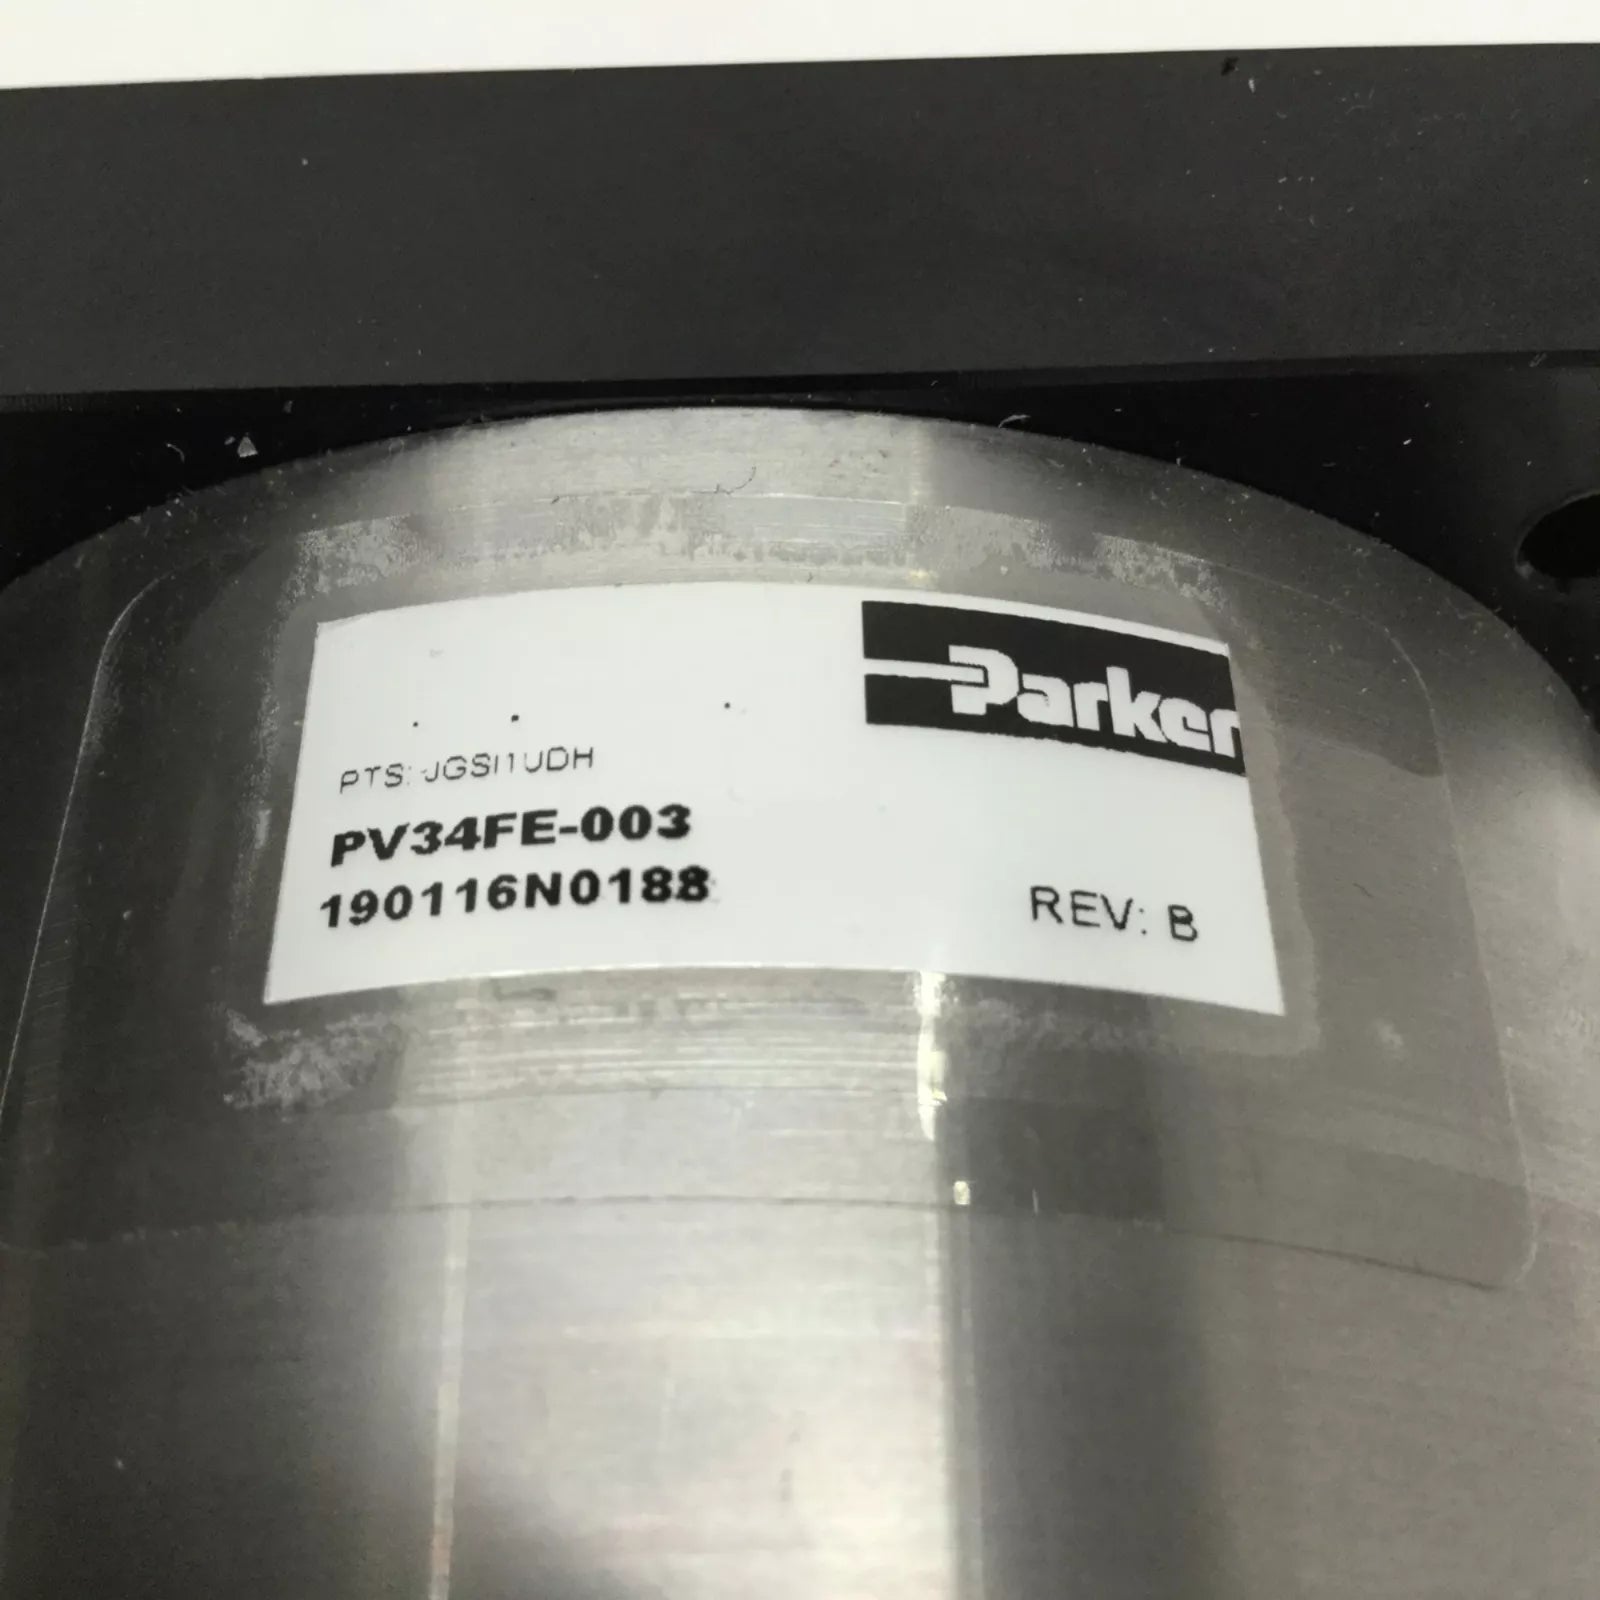 Parker
PTS: JGSI1UDH
PV34FE-003
190116N0188
REV: B